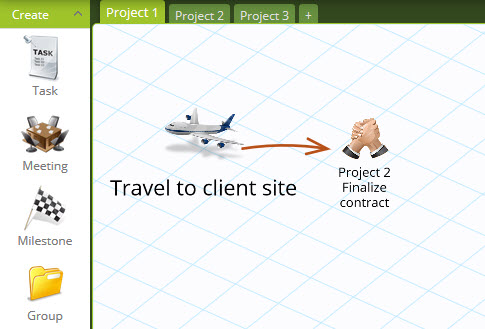 Create
Project 1
Project 2
Project 3
+
TASK
Task
Meeting
Milestone
Group
Travel to client site
Project 2
Finalize
contract